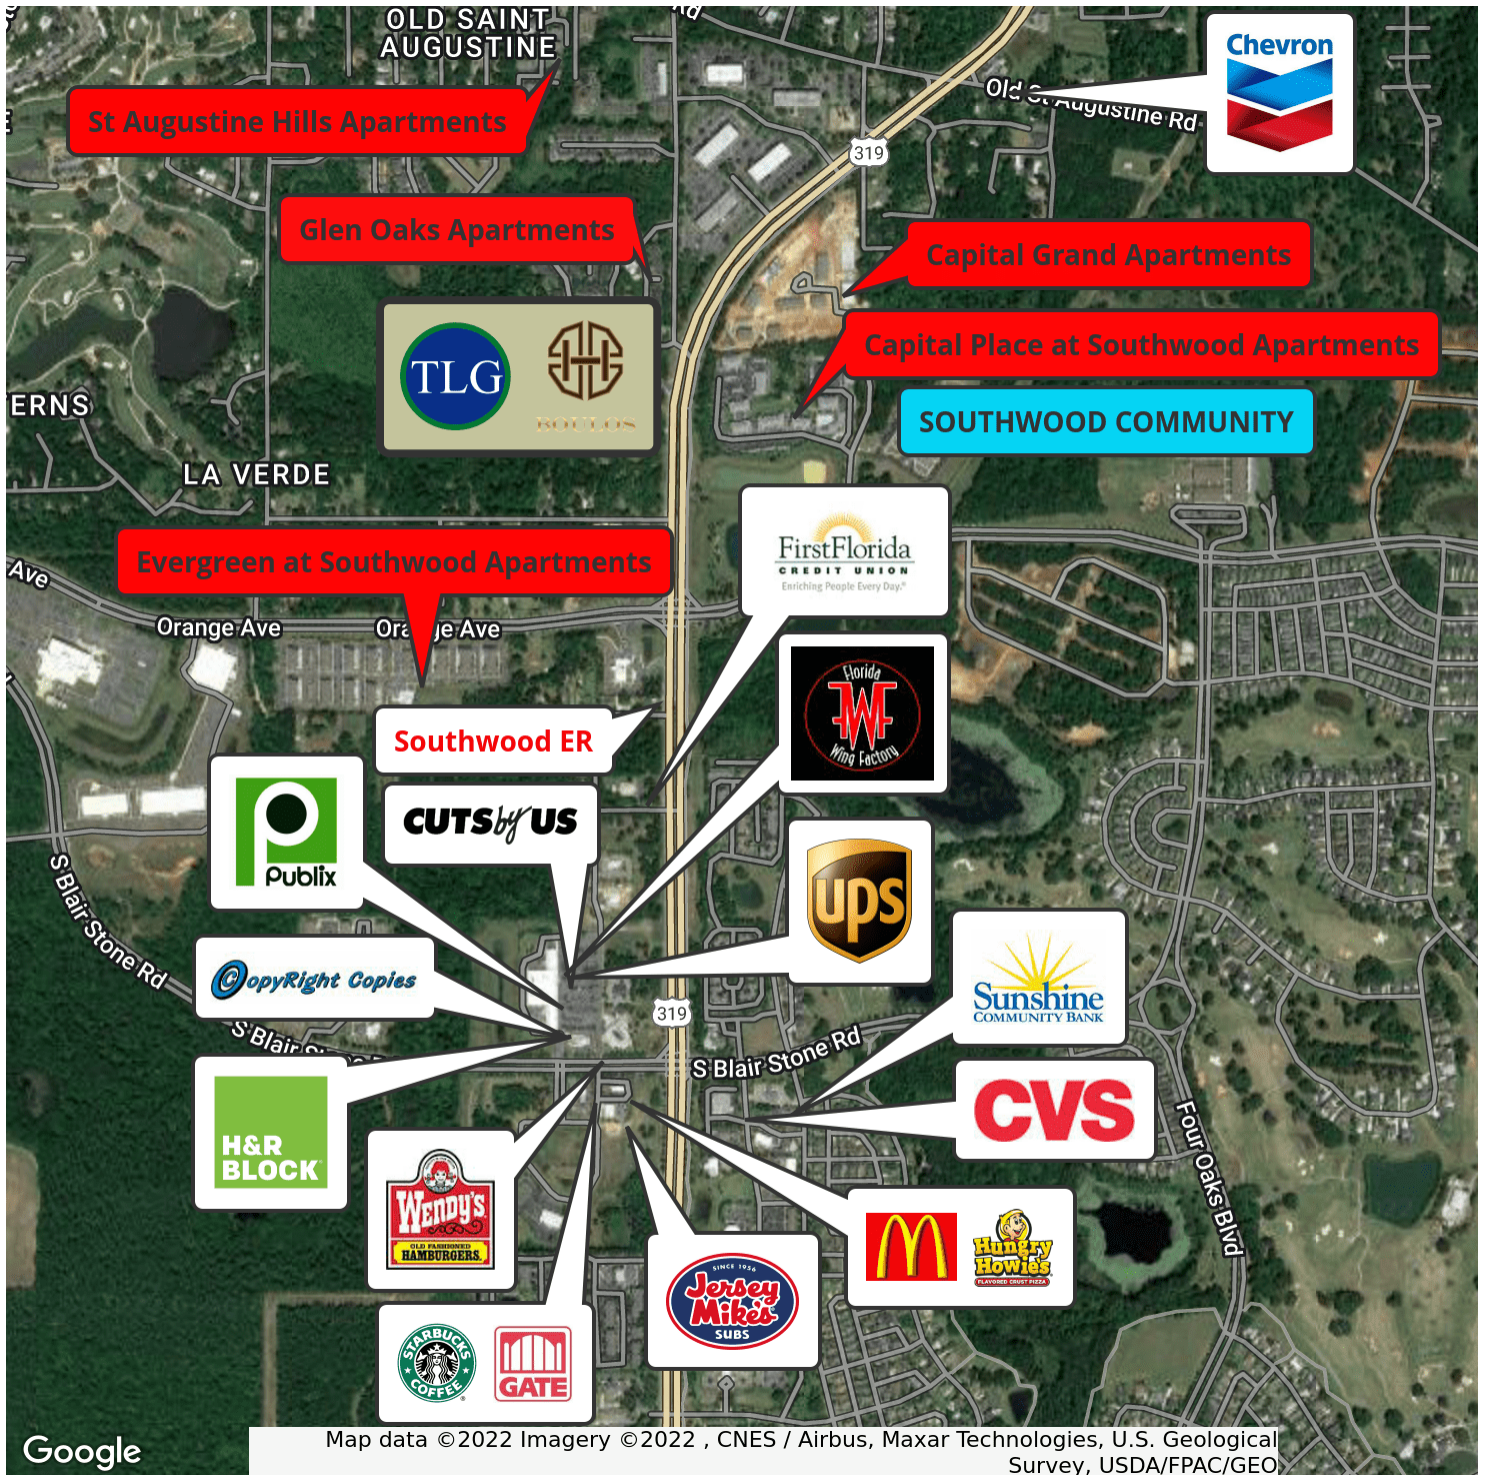 OLD SAINT
AUGUSTINE
Rd
Chevron
Old St Augustine Rd
St Augustine Hills Apartments
319
Glen Oaks Apartments
Capital Grand Apartments
Capital Place at Southwood Apartments
TLG
BOULOS
SOUTHWOOD COMMUNITY
ERNS
LA VERDE
FirstFlorida
CREDIT UNION
Enriching People Every Day.®
Evergreen at Southwood Apartments
Ave
Orange Ave
Orange Ave
Florida
WF
Wing Factory
Southwood ER
Publix
CUTS by US
ups
S Blair Stone Rd
CopyRight Copies
Sunshine
COMMUNITY BANK
319
S Blair Stone Rd
S Blair Stone Rd
H&R
BLOCK
CVS
Four Oaks Blvd
WENDY'S
OLD FASHIONED
HAMBURGERS.
Hungry
Howie's
FLAVORED CRUST PIZZA
SINCE 1956
Jersey
Mike's
SUBS
STARBUCKS
COFFEE
GATE
Google
Map data ©2022 Imagery ©2022 , CNES / Airbus, Maxar Technologies, U.S. Geological
Survey, USDA/FPAC/GEO